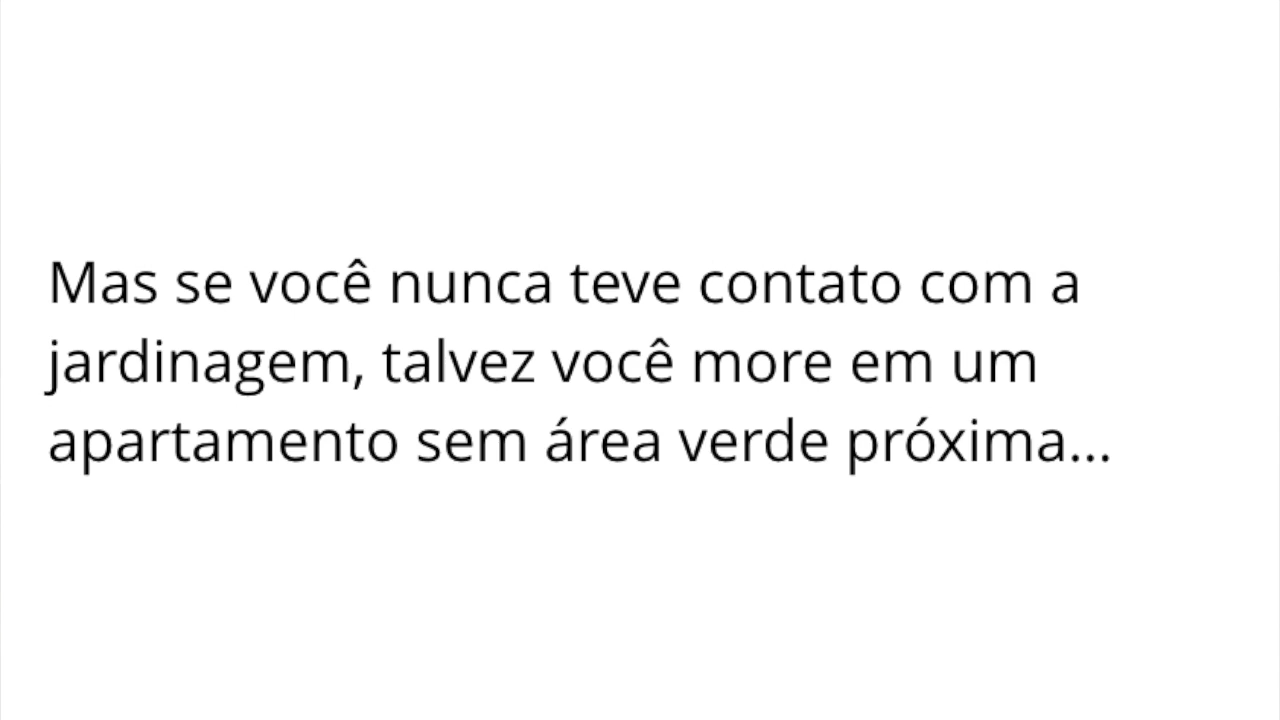 Mas se você nunca teve contato com a
jardinagem, talvez você more em um
apartamento sem área verde próxima...